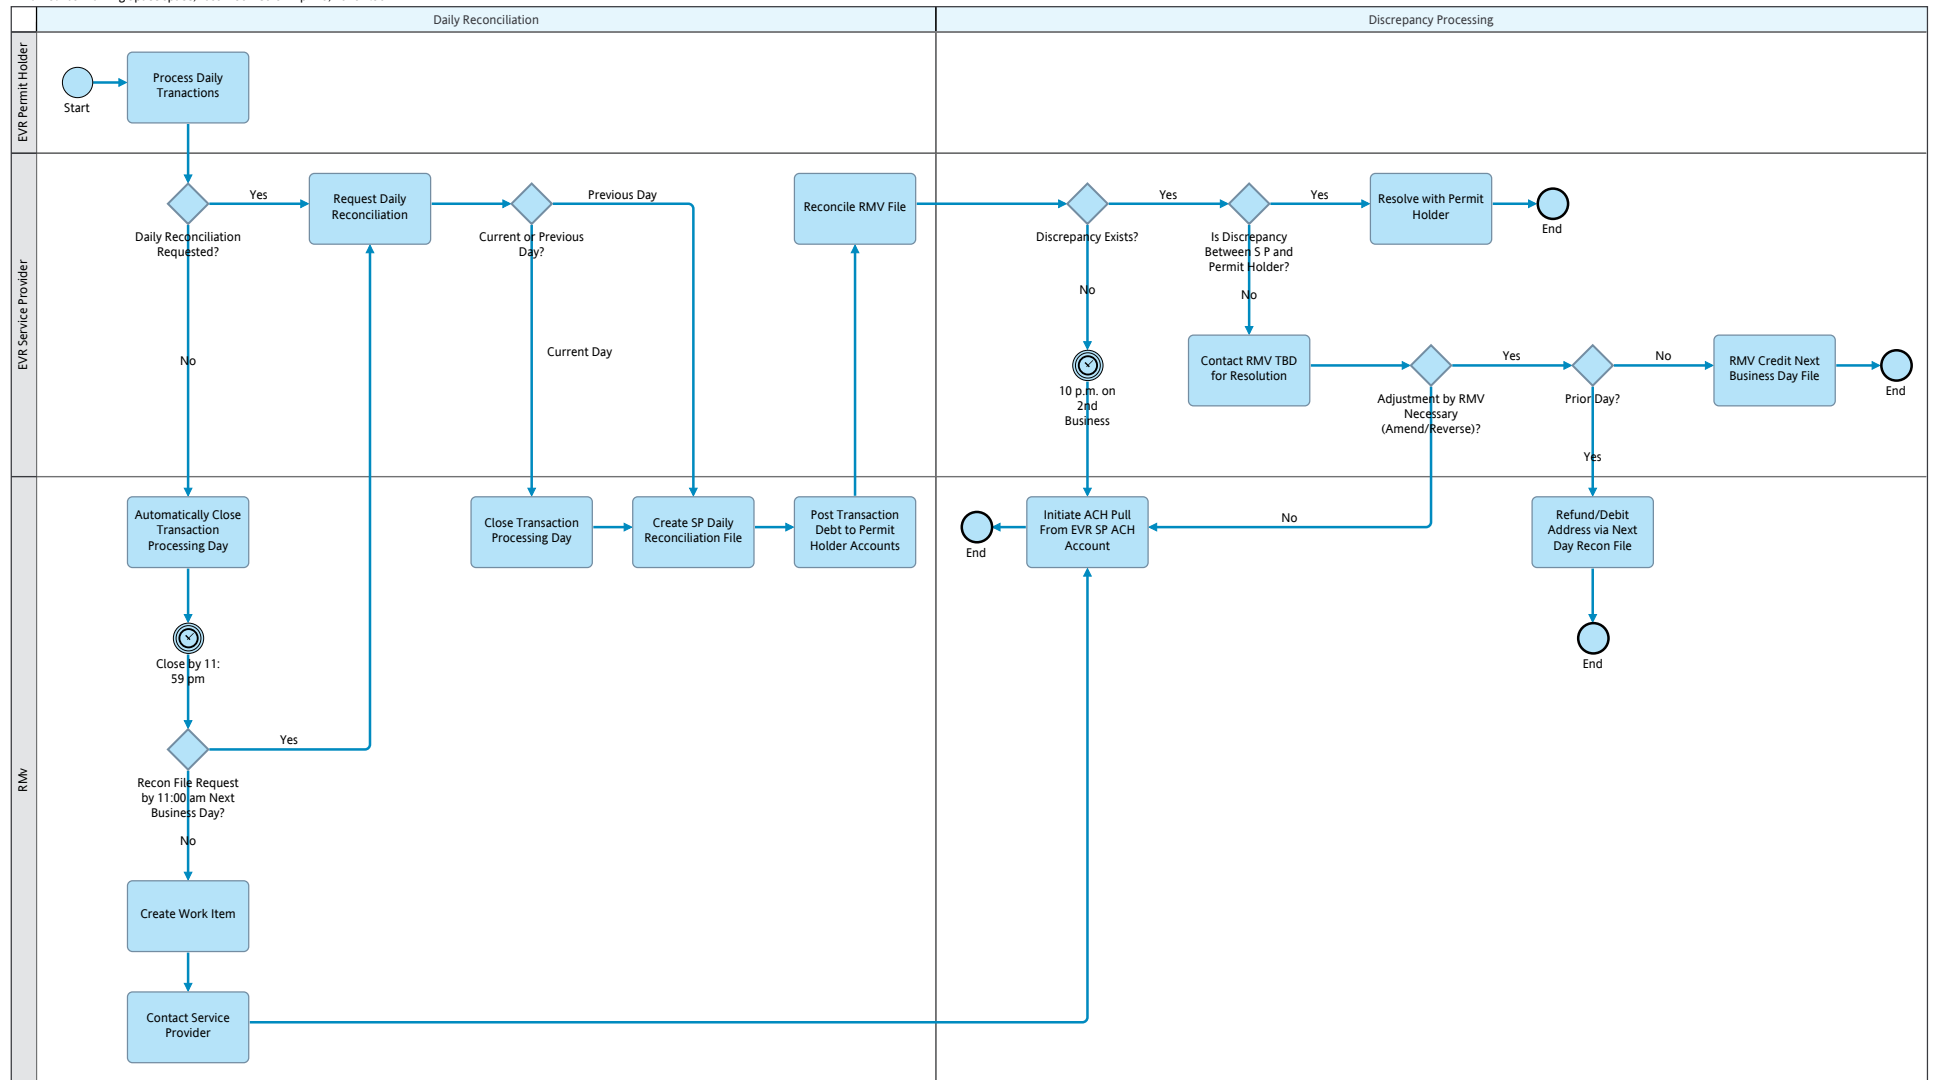 Daily Reconciliation
Discrepancy Processing
EVR Permit Holder
Start
Process Daily
Tranactions
EVR Service Provider
Daily Reconciliation
Requested?
Yes
No
Request Daily
Reconciliation
Current or Previous
Day?
Previous Day
Current Day
Reconcile RMV File
Discrepancy Exists?
Yes
No
Is Discrepancy
Between S P and
Permit Holder?
Yes
No
Resolve with Permit
Holder
End
10 p.m. on
2nd
Business
Contact RMV TBD
for Resolution
Adjustment by RMV
Necessary
(Amend/Reverse)?
Yes
Prior Day?
No
Yes
RMV Credit Next
Business Day File
End
RMv
Automatically Close
Transaction
Processing Day
Close Transaction
Processing Day
Create SP Daily
Reconciliation File
Post Transaction
Debt to Permit
Holder Accounts
End
Initiate ACH Pull
From EVR SP ACH
Account
No
Refund/Debit
Address via Next
Day Recon File
End
Close by 11:
59 pm
Yes
Recon File Request
by 11:00 am Next
Business Day?
No
Create Work Item
Contact Service
Provider